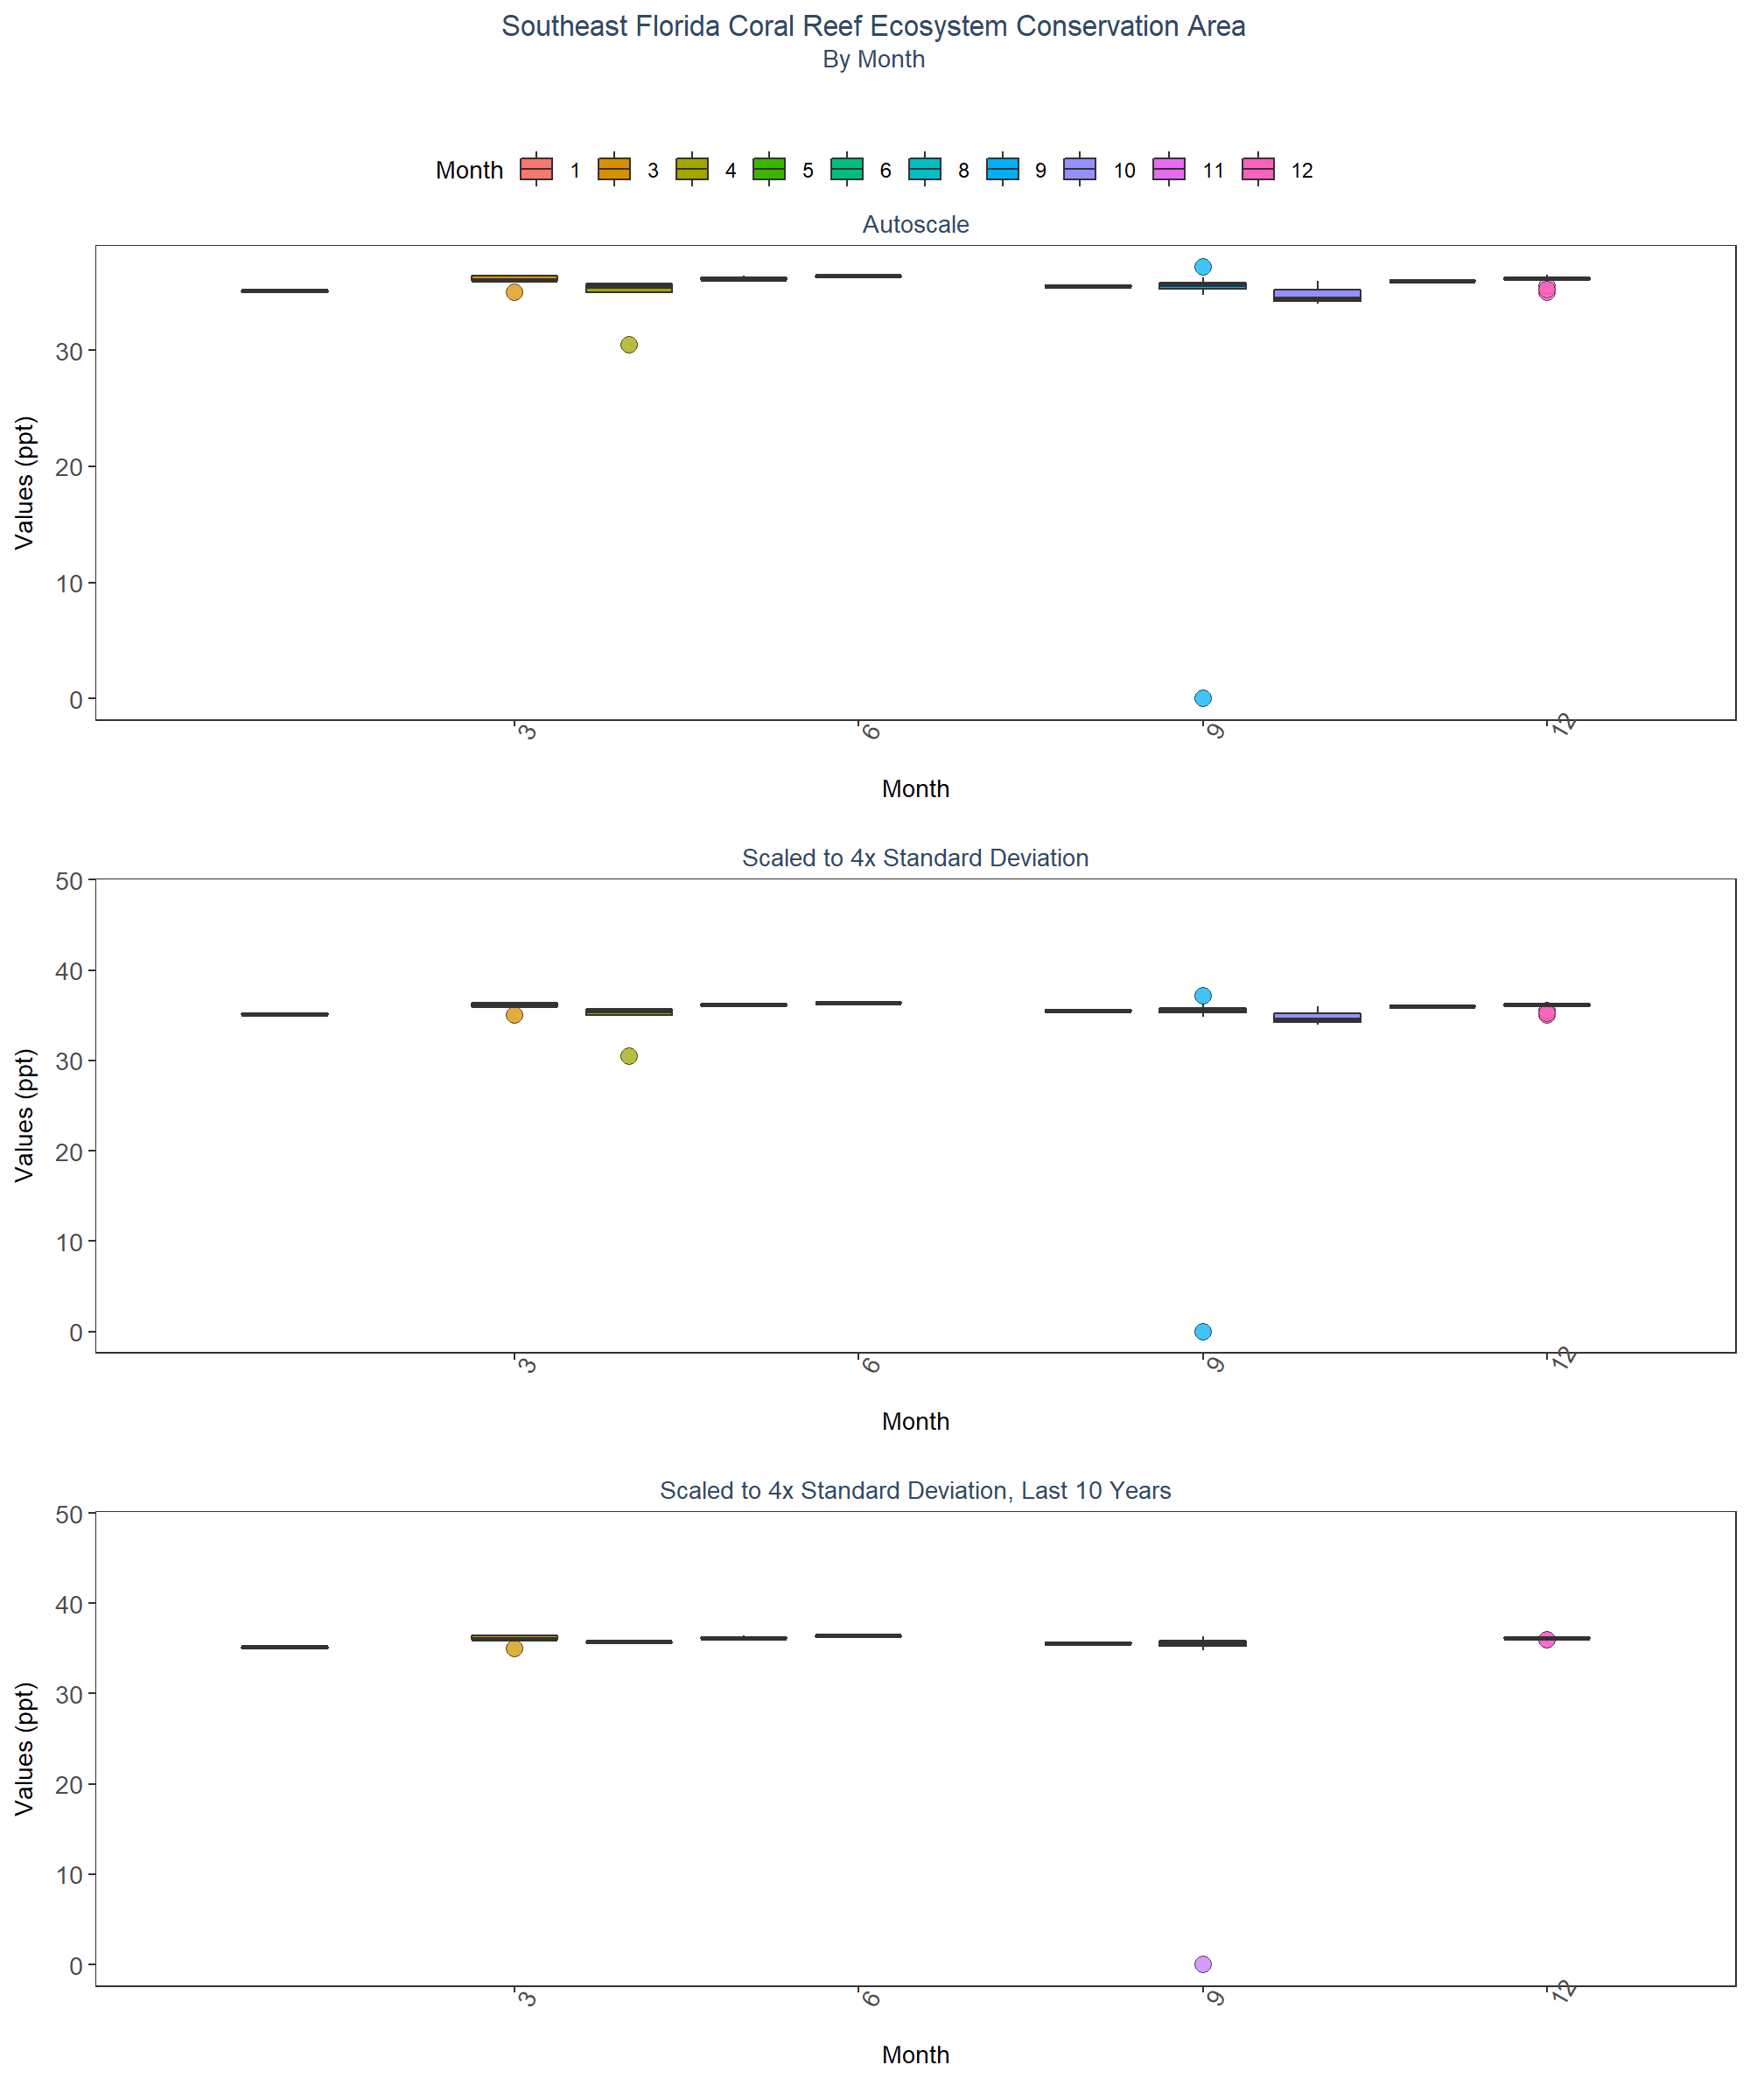 Southeast Florida Coral Reef Ecosystem Conservation Area
By Month
Month 1 3 4 5 6 8 9 10 11 12
Autoscale
30
20
10
0
Values (ppt)
3 6 9 12
Month
Scaled to 4x Standard Deviation
50
40
30
20
10
0
Values (ppt)
3 6 9 12
Month
Scaled to 4x Standard Deviation, Last 10 Years
50
40
30
20
10
0
Values (ppt)
3 6 9 12
Month